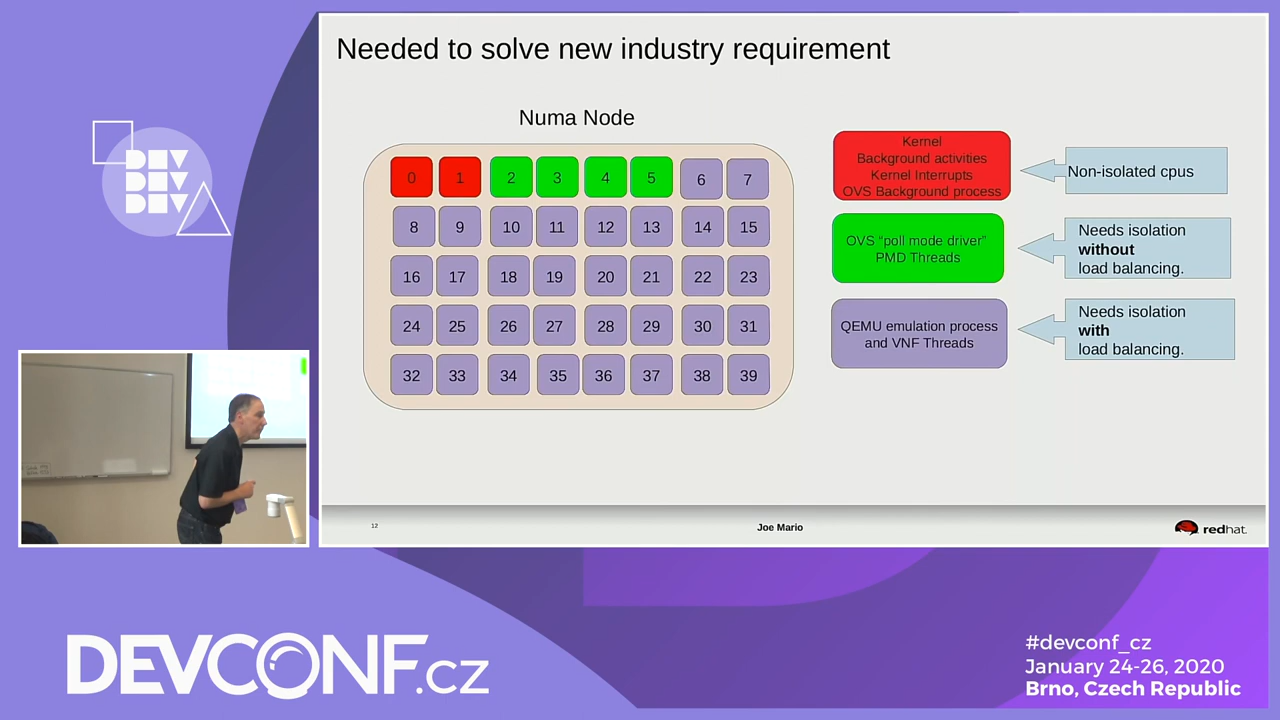 Needed to solve new industry requirement
Numa Node
0 1 2 3 4 5 6 7
8 9 10 11 12 13 14 15
16 17 18 19 20 21 22 23
24 25 26 27 28 29 30 31
32 33 34 35 36 37 38 39
Kernel
Background activities
Kernel Interrupts
OVS Background process
Non-isolated cpus
OVS “poll mode driver”
PMD Threads
Needs isolation
without
load balancing.
QEMU emulation process
and VNF Threads
Needs isolation
with
load balancing.
12
Joe Mario
redhat.
DEV
DEV
DEV
DEVCONF.cz
#devconf_cz
January 24-26, 2020
Brno, Czech Republic